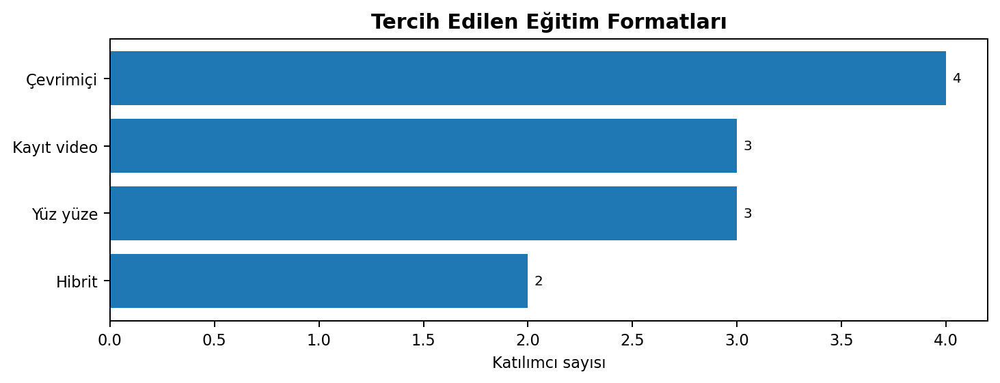 Tercih Edilen Eğitim Formatları
Çevrimiçi
4
Kayıt video
3
Yüz yüze
3
Hibrit
2
0.0 0.5 1.0 1.5 2.0 2.5 3.0 3.5 4.0
Katılımcı sayısı